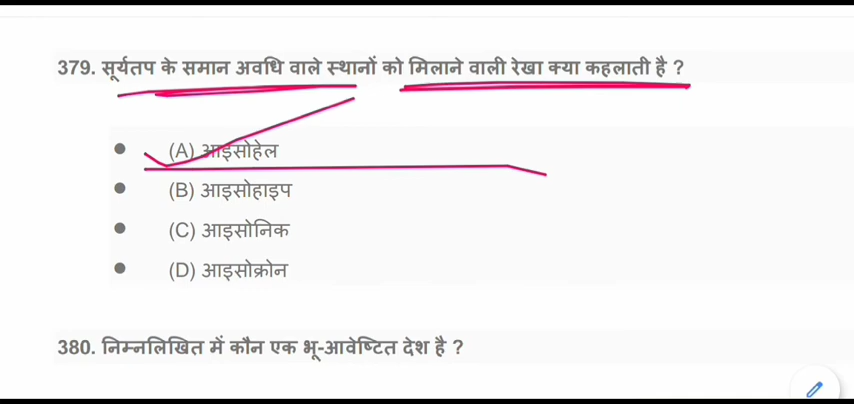 379. सूर्यतप के समान अवधि वाले स्थानों को मिलाने वाली रेखा क्या कहलाती है ?
(A) आइसोहेल
(B) आइसोहाइप
(C) आइसोनिक
(D) आइसोक्रोन
380. निम्नलिखित में कौन एक भू-आवेष्टित देश है ?